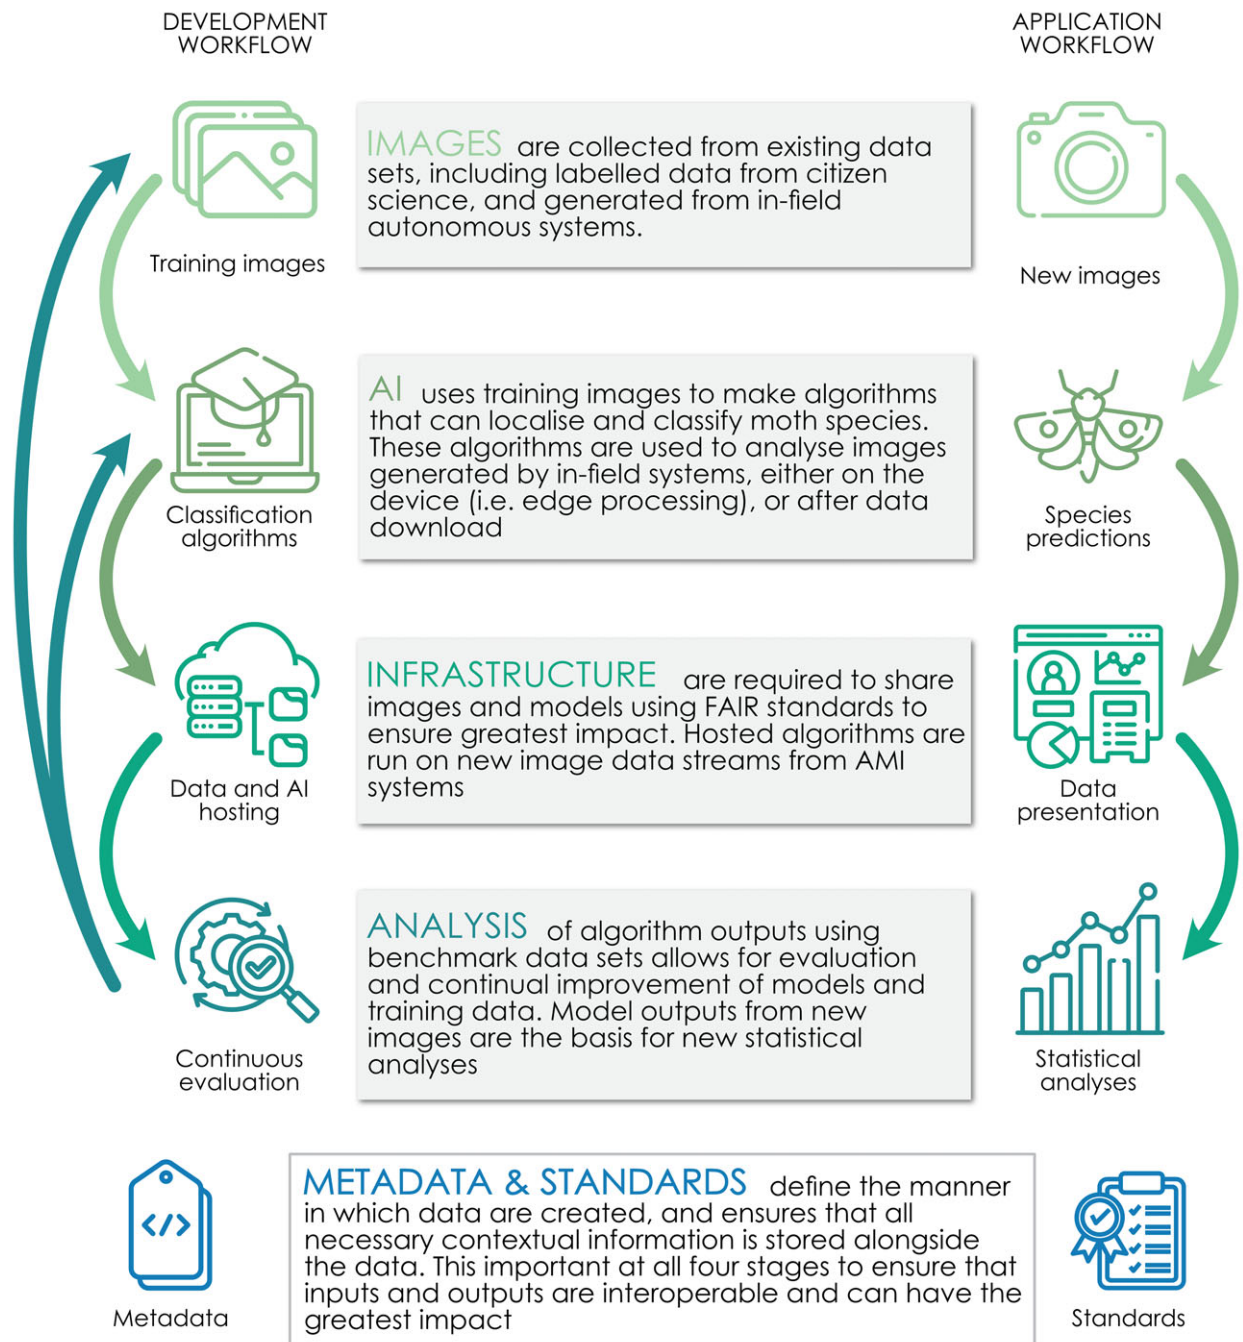 DEVELOPMENT
WORKFLOW
APPLICATION
WORKFLOW
Training images
IMAGES are collected from existing data
sets, including labelled data from citizen
science, and generated from in-field
autonomous systems.
New images
Classification
algorithms
AI uses training images to make algorithms
that can localise and classify moth species.
These algorithms are used to analyse images
generated by in-field systems, either on the
device (i.e. edge processing), or after data
download
Species
predictions
Data and AI
hosting
INFRASTRUCTURE are required to share
images and models using FAIR standards to
ensure greatest impact. Hosted algorithms are
run on new image data streams from AMI
systems
Data
presentation
Continuous
evaluation
ANALYSIS of algorithm outputs using
benchmark data sets allows for evaluation
and continual improvement of models and
training data. Model outputs from new
images are the basis for new statistical
analyses
Statistical
analyses
</>
Metadata
METADATA & STANDARDS define the manner
in which data are created, and ensures that all
necessary contextual information is stored alongside
the data. This important at all four stages to ensure that
inputs and outputs are interoperable and can have the
greatest impact
Standards